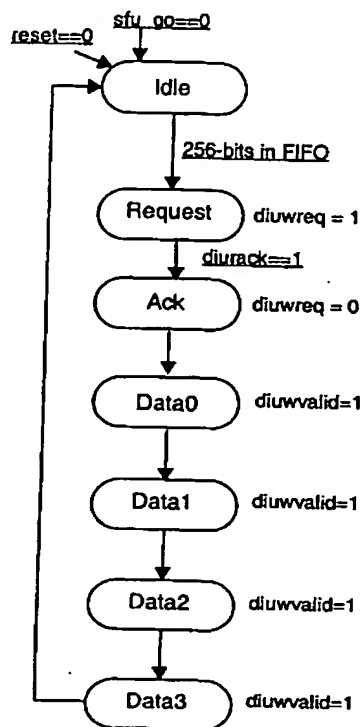 sfu_go==0
reset==0
Idle
256-bits in FIFO
Request diuwreq = 1
diurack==1
Ack diuwreq = 0
Data0 diuwvalid=1
Data1 diuwvalid=1
Data2 diuwvalid=1
Data3 diuwvalid=1